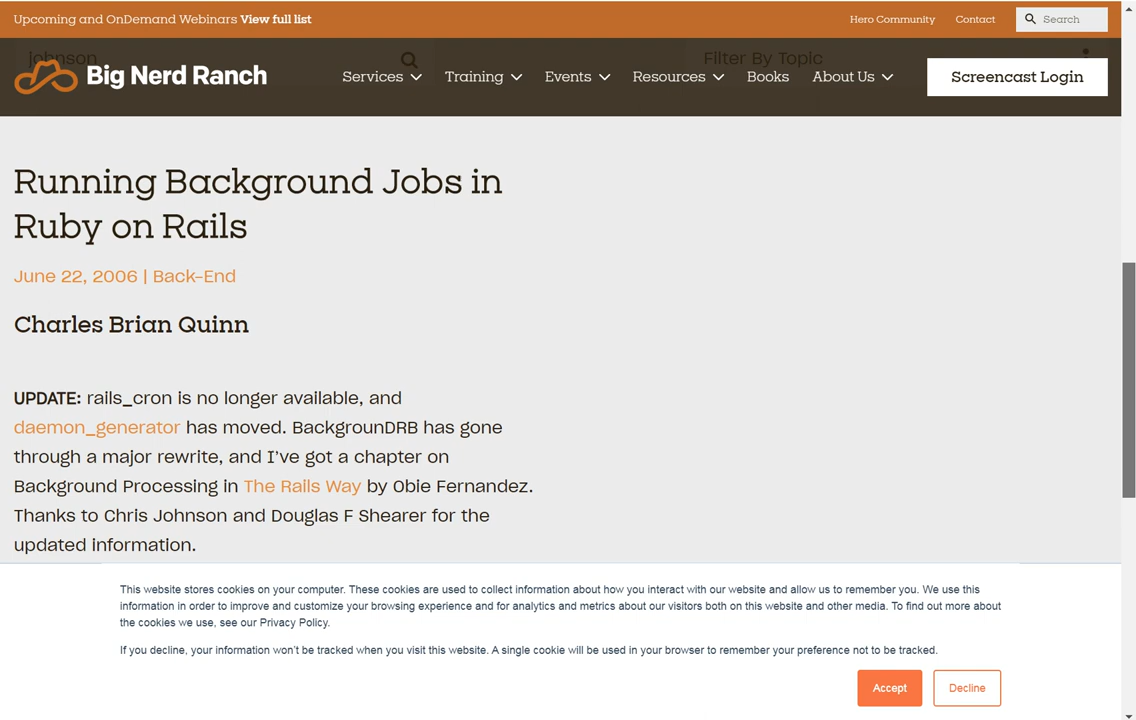 Upcoming and OnDemand Webinars View full list
Hero Community
Contact
Search
johnson
Filter By Topic
Big Nerd Ranch
Services
Training
Events
Resources
Books
About Us
Screencast Login
Running Background Jobs in
Ruby on Rails
June 22, 2006 | Back-End
Charles Brian Quinn
UPDATE: rails_cron is no longer available, and
daemon_generator has moved. BackgrounDRB has gone
through a major rewrite, and I’ve got a chapter on
Background Processing in The Rails Way by Obie Fernandez.
Thanks to Chris Johnson and Douglas F Shearer for the
updated information.
This website stores cookies on your computer. These cookies are used to collect information about how you interact with our website and allow us to remember you. We use this
information in order to improve and customize your browsing experience and for analytics and metrics about our visitors both on this website and other media. To find out more about
the cookies we use, see our Privacy Policy.
If you decline, your information won’t be tracked when you visit this website. A single cookie will be used in your browser to remember your preference not to be tracked.
Accept
Decline